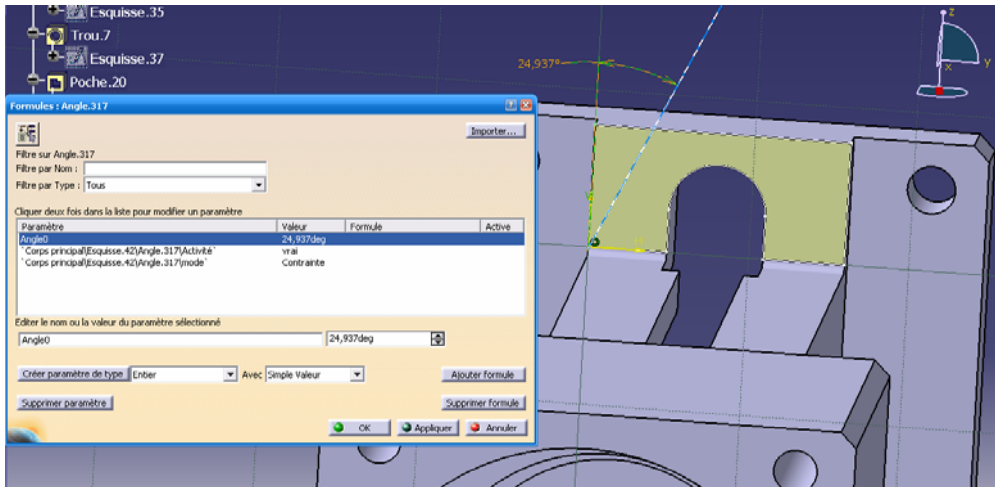 Esquisse.35
Trou.7
Esquisse.37
Poche.20
Formules : Angle.317
Importer...
Filtre sur Angle.317
Filtre par Nom :
Filtre par Type : Tous
Cliquer deux fois dans la liste pour modifier un paramètre
Paramètre Valeur Formule Active
Angle0 24,937deg
`Corps principal\Esquisse.42\Angle.317\Activité` vrai
`Corps principal\Esquisse.42\Angle.317\mode` Contrainte
Editer le nom ou la valeur du paramètre sélectionné
Angle0 24,937deg
Créer paramètre de type Entier Avec Simple Valeur Ajouter formule
Supprimer paramètre Supprimer formule
OK Appliquer Annuler
24,937°
z
y
x
V
H